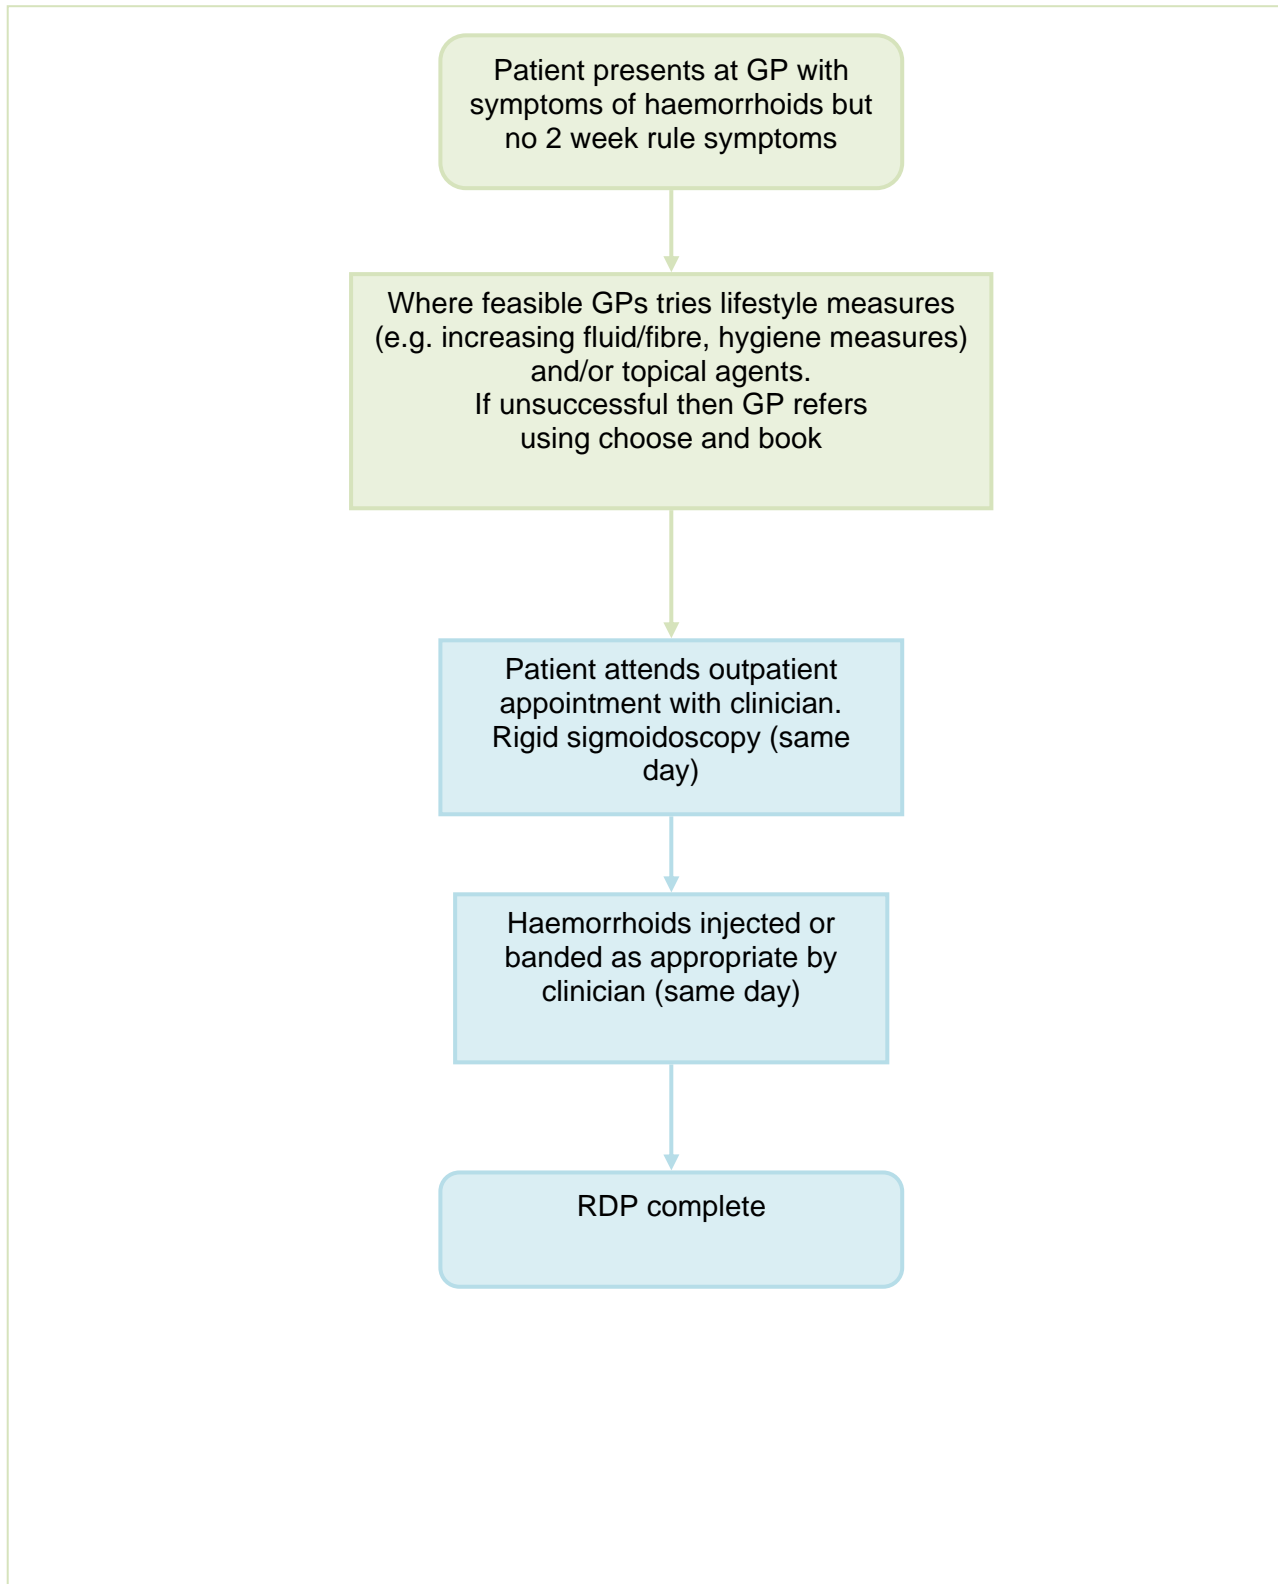 Patient presents at GP with
symptoms of haemorrhoids but
no 2 week rule symptoms
Where feasible GPs tries lifestyle measures
(e.g. increasing fluid/fibre, hygiene measures)
and/or topical agents.
If unsuccessful then GP refers
using choose and book
Patient attends outpatient
appointment with clinician.
Rigid sigmoidoscopy (same
day)
Haemorrhoids injected or
banded as appropriate by
clinician (same day)
RDP complete